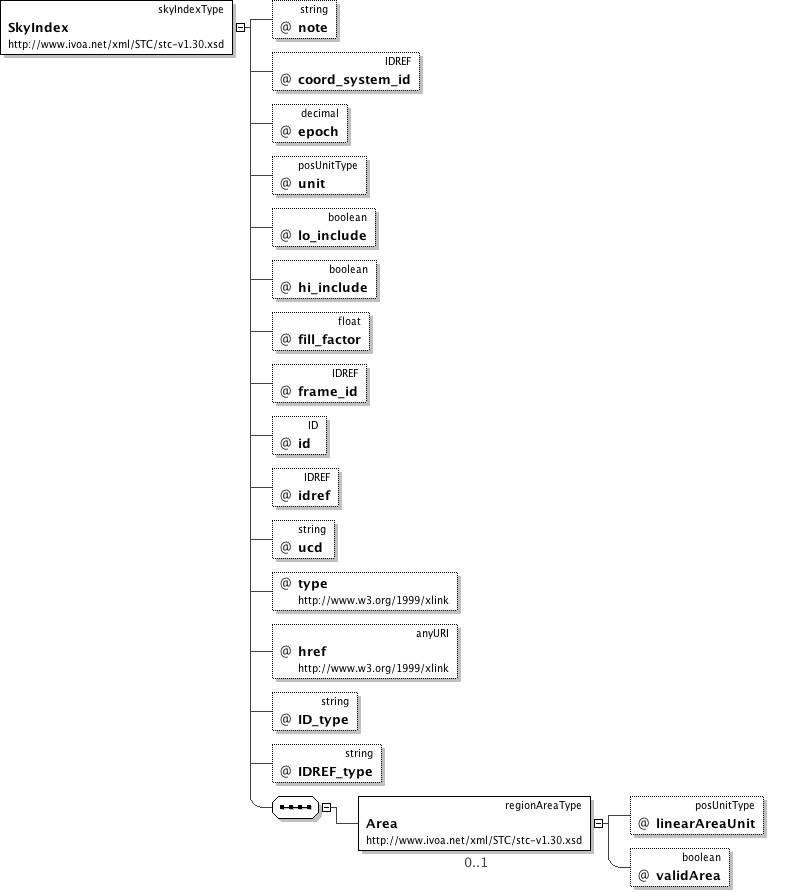 skyIndexType
SkyIndex
http://www.ivoa.net/xml/STC/stc-v1.30.xsd
string
@ note
IDREF
@ coord_system_id
decimal
@ epoch
posUnitType
@ unit
boolean
@ lo_include
boolean
@ hi_include
float
@ fill_factor
IDREF
@ frame_id
ID
@ id
IDREF
@ idref
string
@ ucd
@ type
http://www.w3.org/1999/xlink
anyURI
@ href
http://www.w3.org/1999/xlink
string
@ ID_type
string
@ IDREF_type
regionAreaType
Area
http://www.ivoa.net/xml/STC/stc-v1.30.xsd
0..1
posUnitType
@ linearAreaUnit
boolean
@ validArea